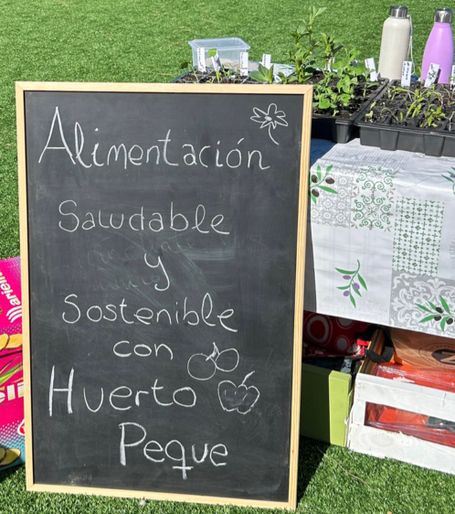 Alimentación
Saludable
y
Sostenible
con
Huerto
Peque